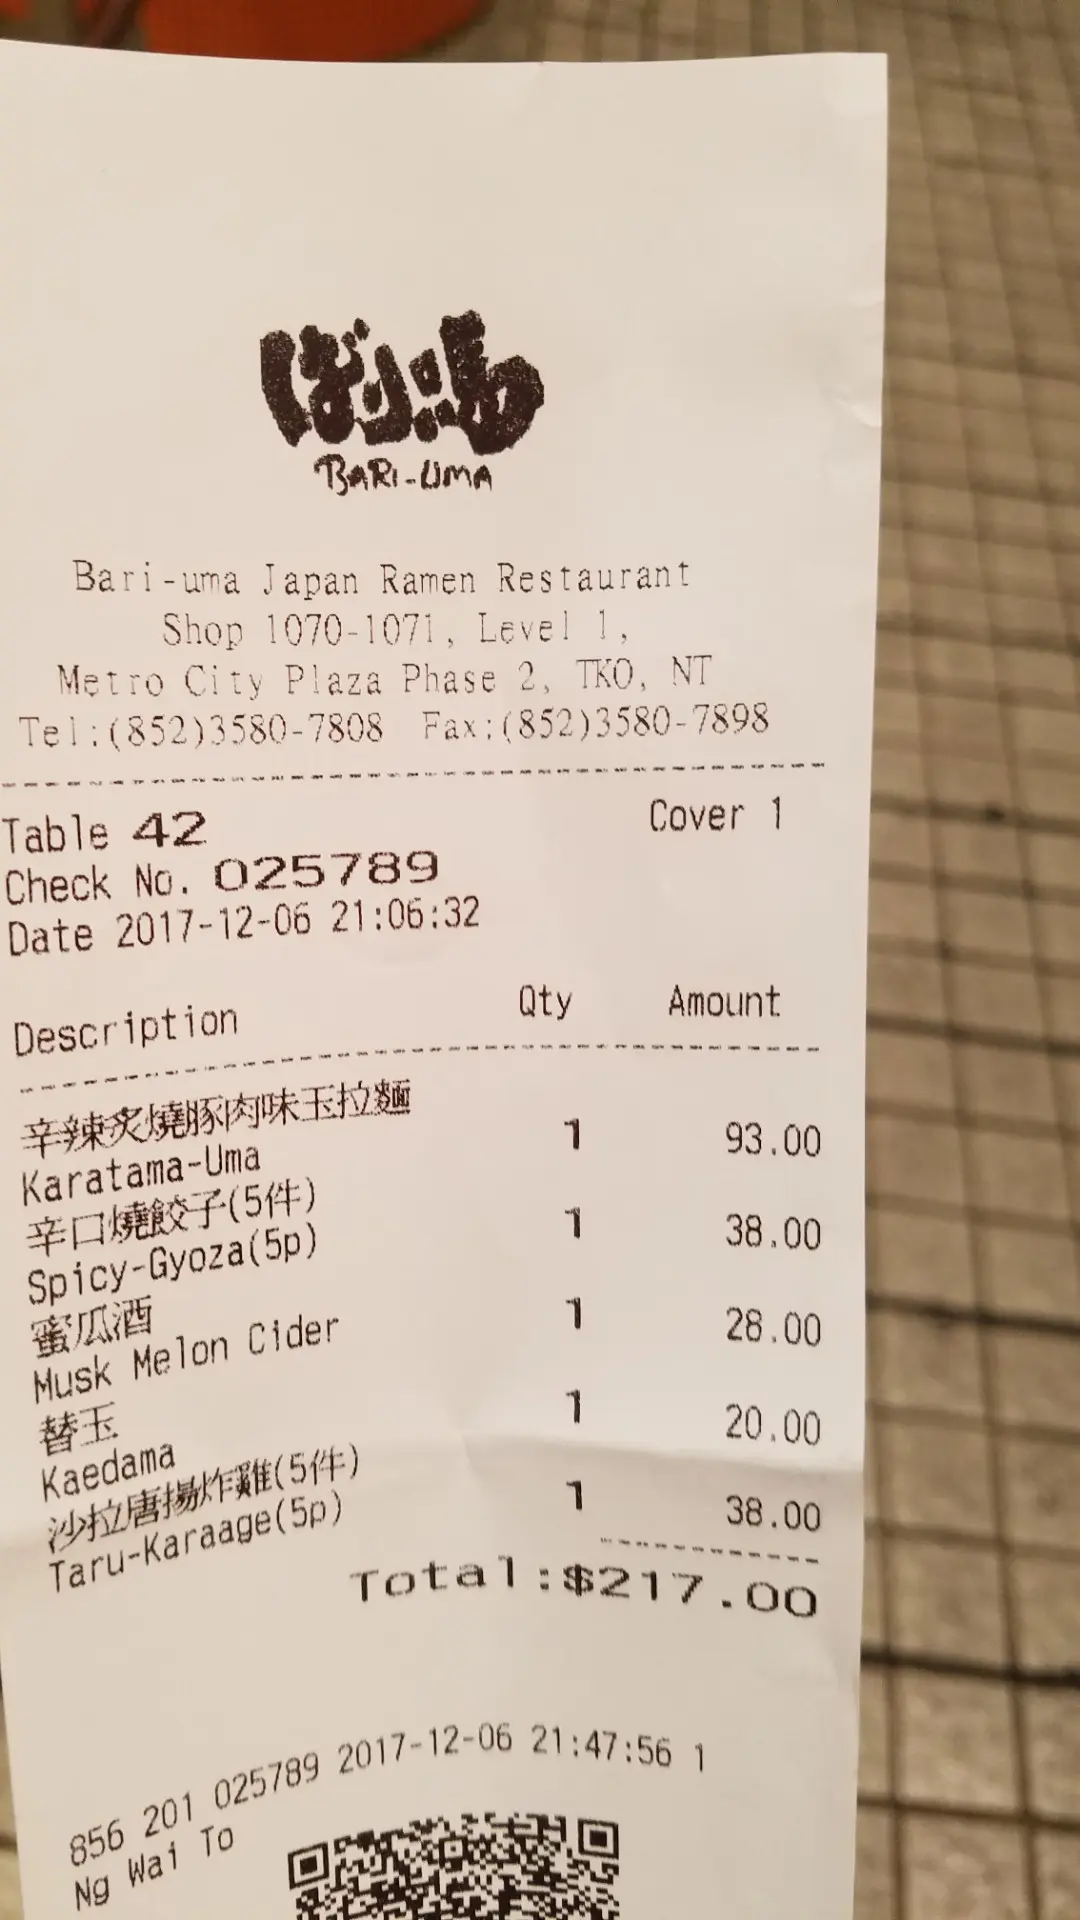 ばり馬
BARI-UMA
Bari-uma Japan Ramen Restaurant
Shop 1070-1071, Level 1,
Metro City Plaza Phase 2, TKO, NT
Tel:(852)3580-7808 Fax:(852)3580-7898
Table 42 Cover 1
Check No. 025789
Date 2017-12-06 21:06:32
Description Qty Amount
辛辣炙燒豚肉味玉拉麵
Karatama-Uma 1 93.00
辛口燒餃子(5件)
Spicy-Gyoza(5p) 1 38.00
蜜瓜酒
Musk Melon Cider 1 28.00
替玉
Kaedama 1 20.00
沙拉唐揚炸雞(5件)
Taru-Karaage(5p) 1 38.00
Total:$217.00
856 201 025789 2017-12-06 21:47:56 1
Ng Wai To